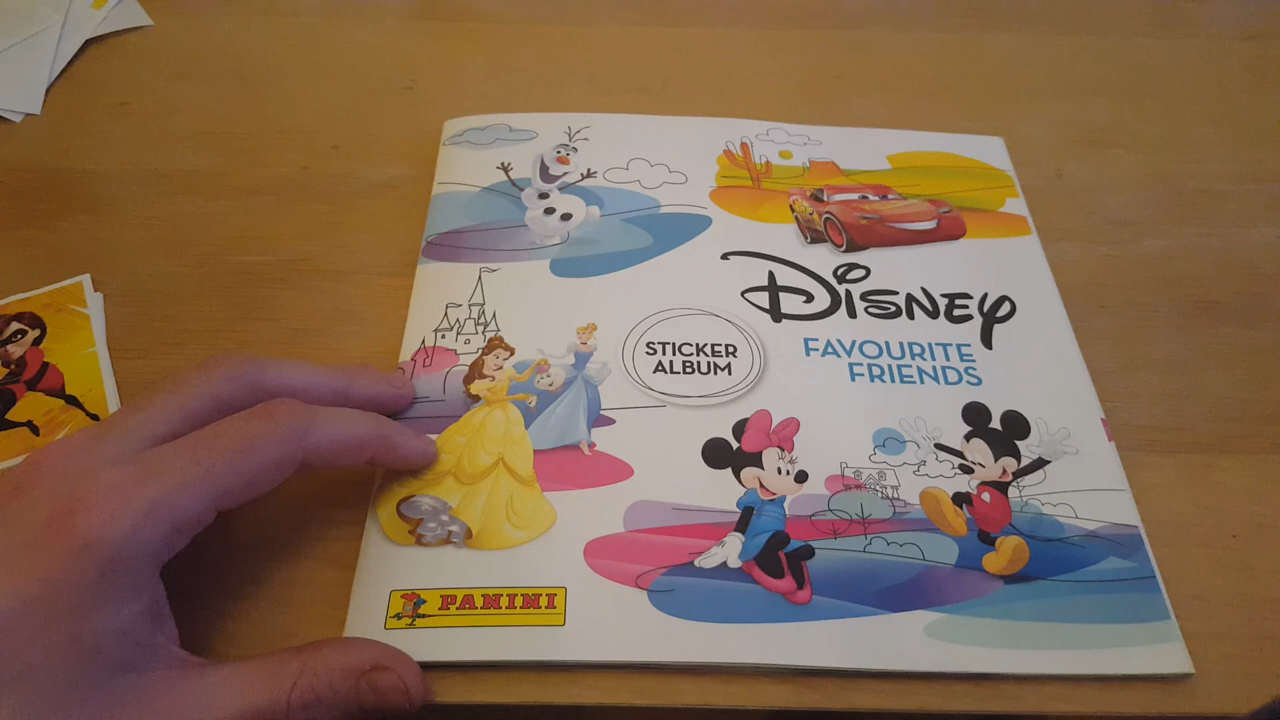 DISNEY
FAVOURITE
FRIENDS
STICKER
ALBUM
PANINI